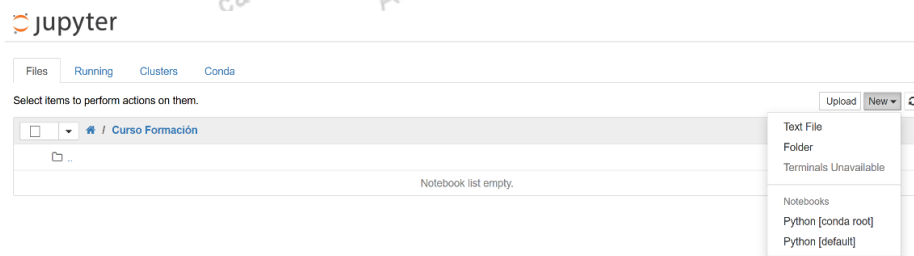 jupyter
Files Running Clusters Conda
Select items to perform actions on them.
Upload New
/ Curso Formación
..
Notebook list empty.
Text File
Folder
Terminals Unavailable
Notebooks
Python [conda root]
Python [default]